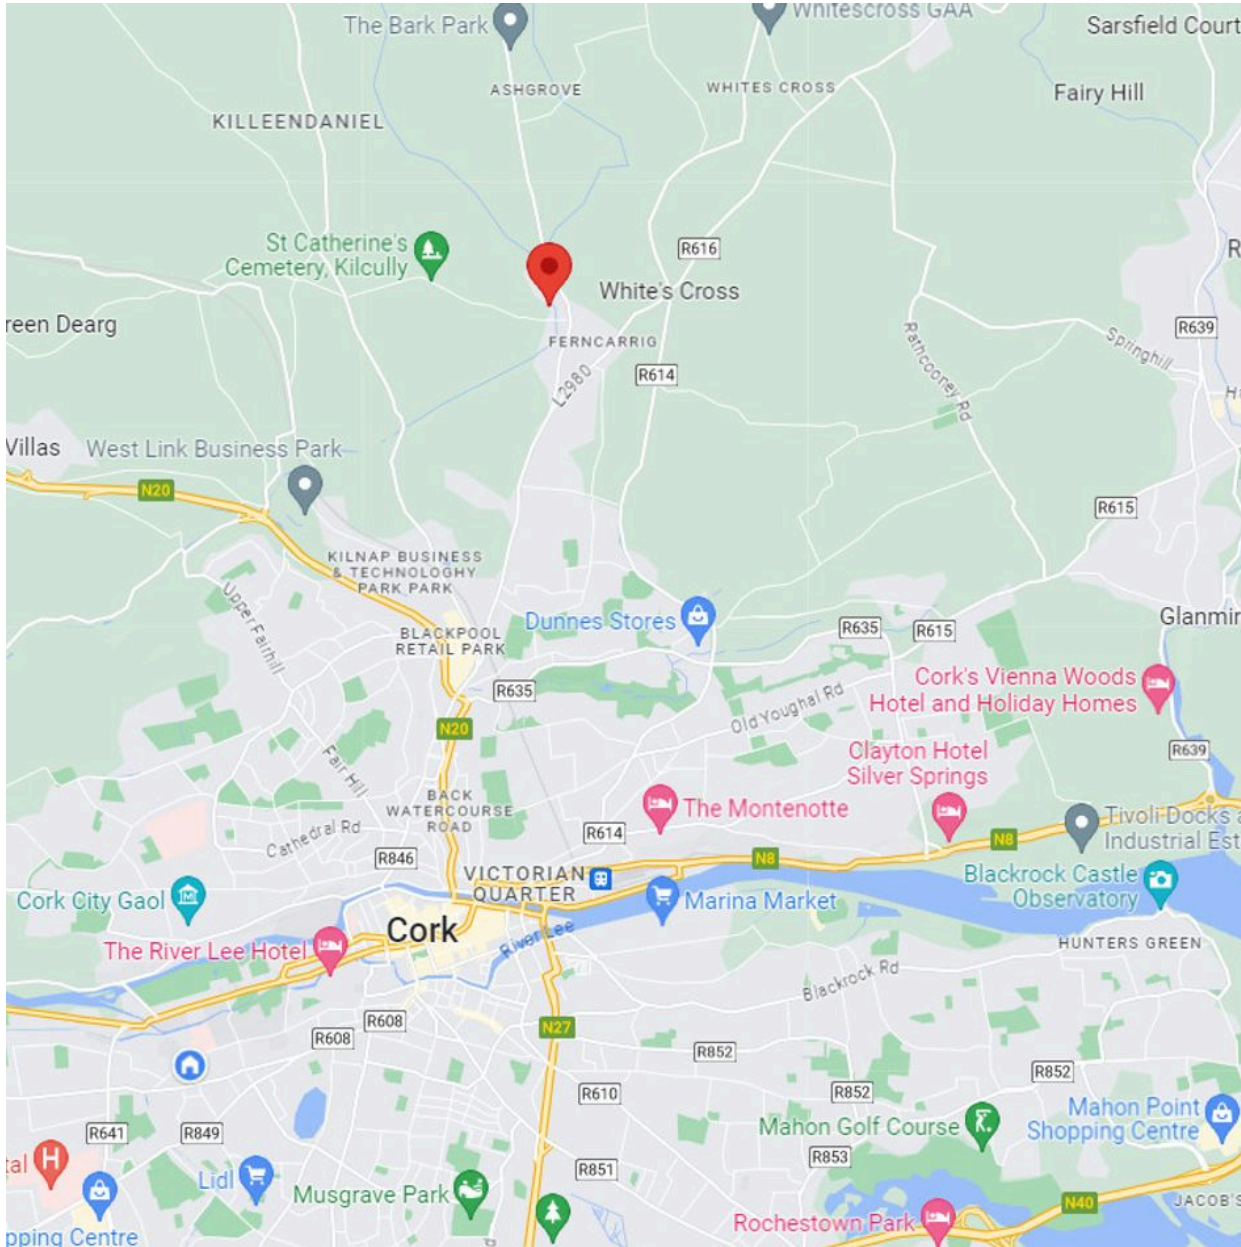 The Bark Park
Whitescross GAA
Sarsfield Court
ASHGROVE
WHITES CROSS
Fairy Hill
KILLEENDANIEL
St Catherine's
Cemetery, Kilcully
R616
R
White's Cross
reen Dearg
FERNCARRIG
R639
Rathcooney Rd
Springhill
L2980
R614
Villas
West Link Business Park
N20
R615
KILNAP BUSINESS
& TECHNOLOGHY
PARK PARK
Upper Fairhill
Dunnes Stores
BLACKPOOL
RETAIL PARK
R635
R615
Glanmir
R635
Cork's Vienna Woods
Hotel and Holiday Homes
Old Youghal Rd
N20
Clayton Hotel
Silver Springs
R639
Fair Hill
BACK
WATERCOURSE
ROAD
The Montenotte
Cathedral Rd
R614
N8
Tivoli Docks a
Industrial Est
R846
N8
VICTORIAN
QUARTER
Cork City Gaol
Marina Market
Blackrock Castle
Observatory
Cork
River Lee
The River Lee Hotel
HUNTERS GREEN
Blackrock Rd
R608
N27
R608
R852
R852
R852
R610
R641
R849
Mahon Golf Course
Mahon Point
Shopping Centre
H
tal
R853
Lidl
Musgrave Park
R851
N40
JACOB'S
Rochestown Park
pping Centre